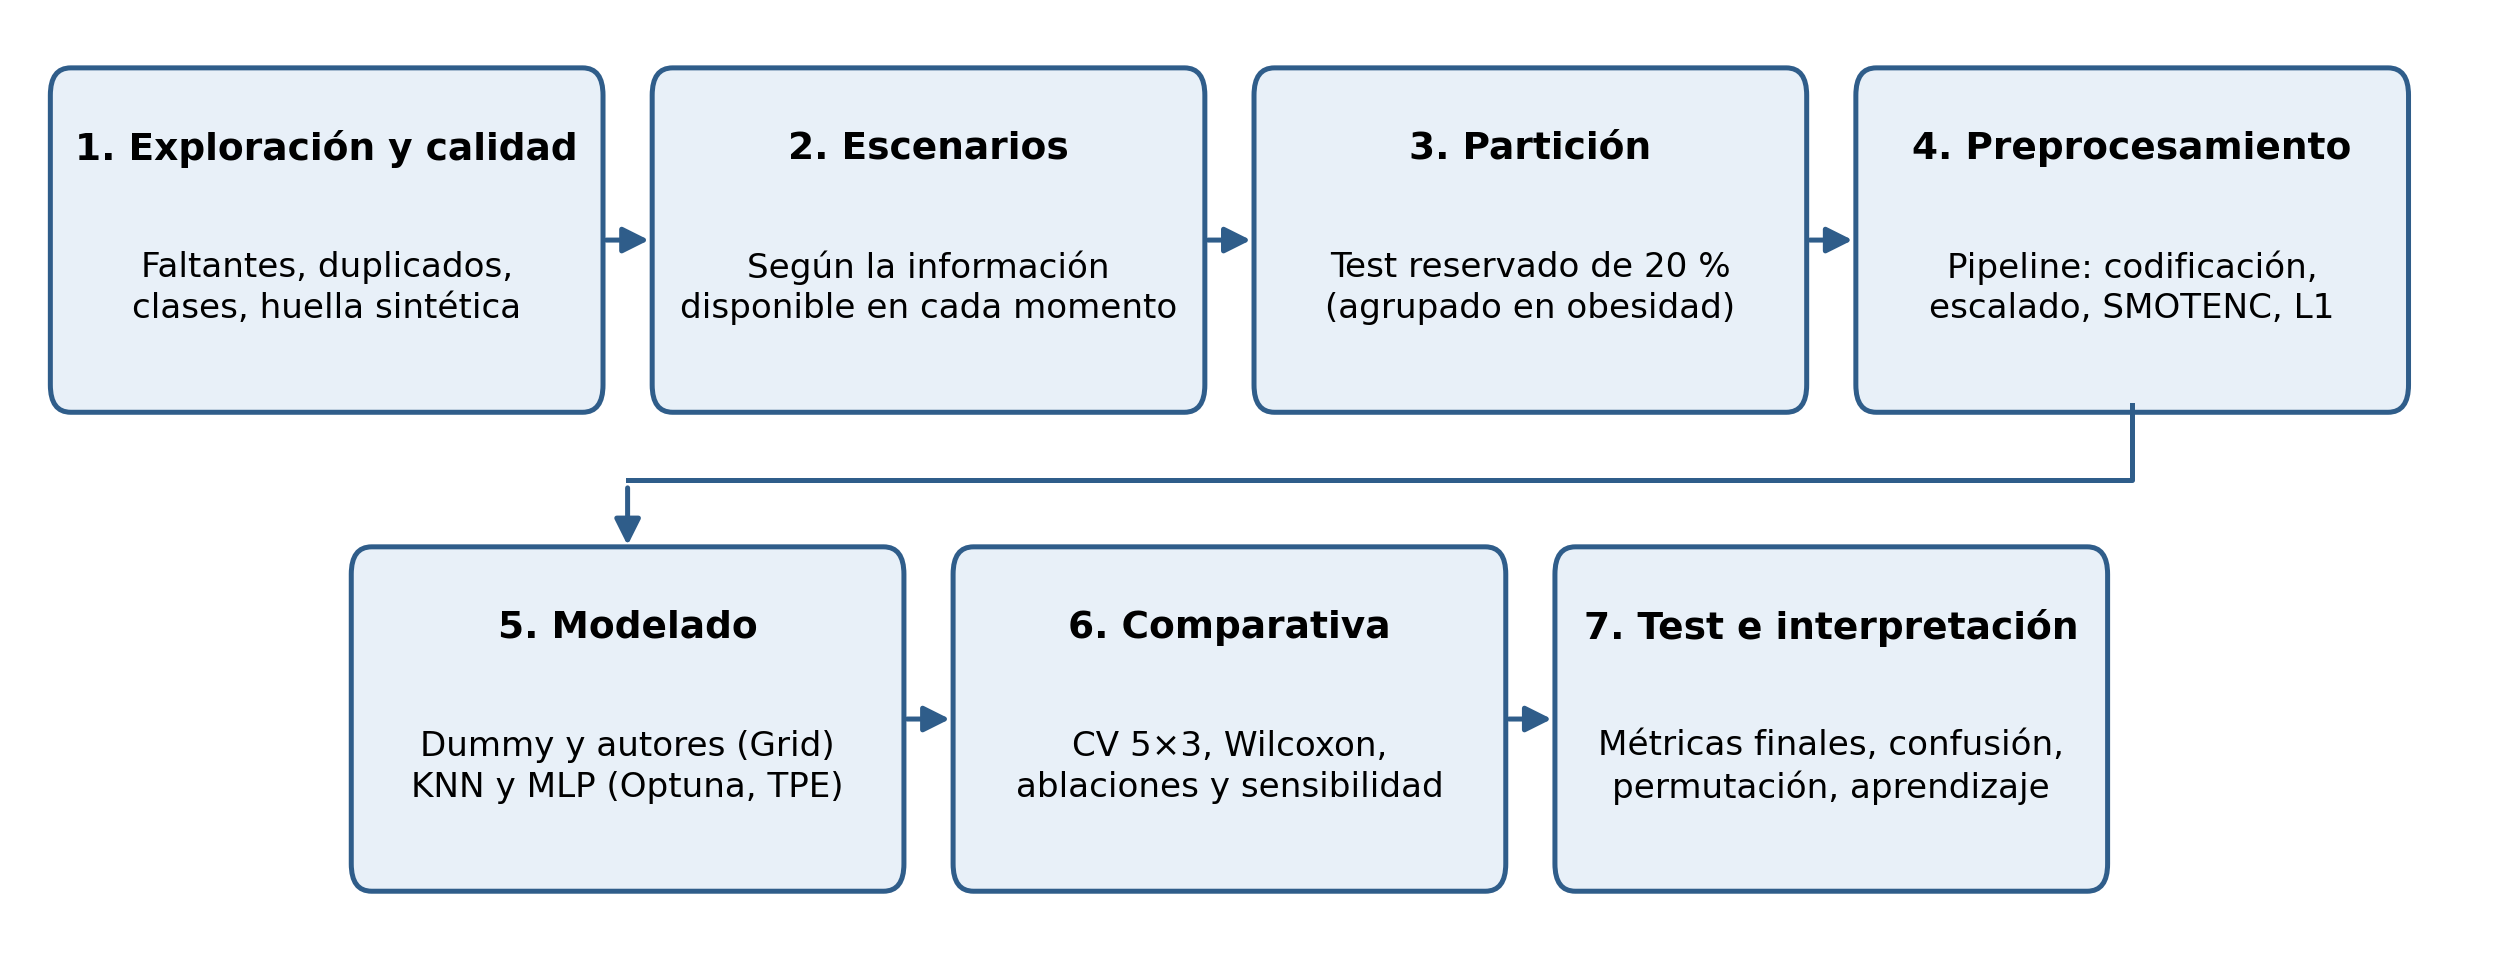 1. Exploración y calidad
Faltantes, duplicados,
clases, huella sintética
2. Escenarios
Según la información
disponible en cada momento
3. Partición
Test reservado de 20 %
(agrupado en obesidad)
4. Preprocesamiento
Pipeline: codificación,
escalado, SMOTENC, L1
5. Modelado
Dummy y autores (Grid)
KNN y MLP (Optuna, TPE)
6. Comparativa
CV 5×3, Wilcoxon,
ablaciones y sensibilidad
7. Test e interpretación
Métricas finales, confusión,
permutación, aprendizaje